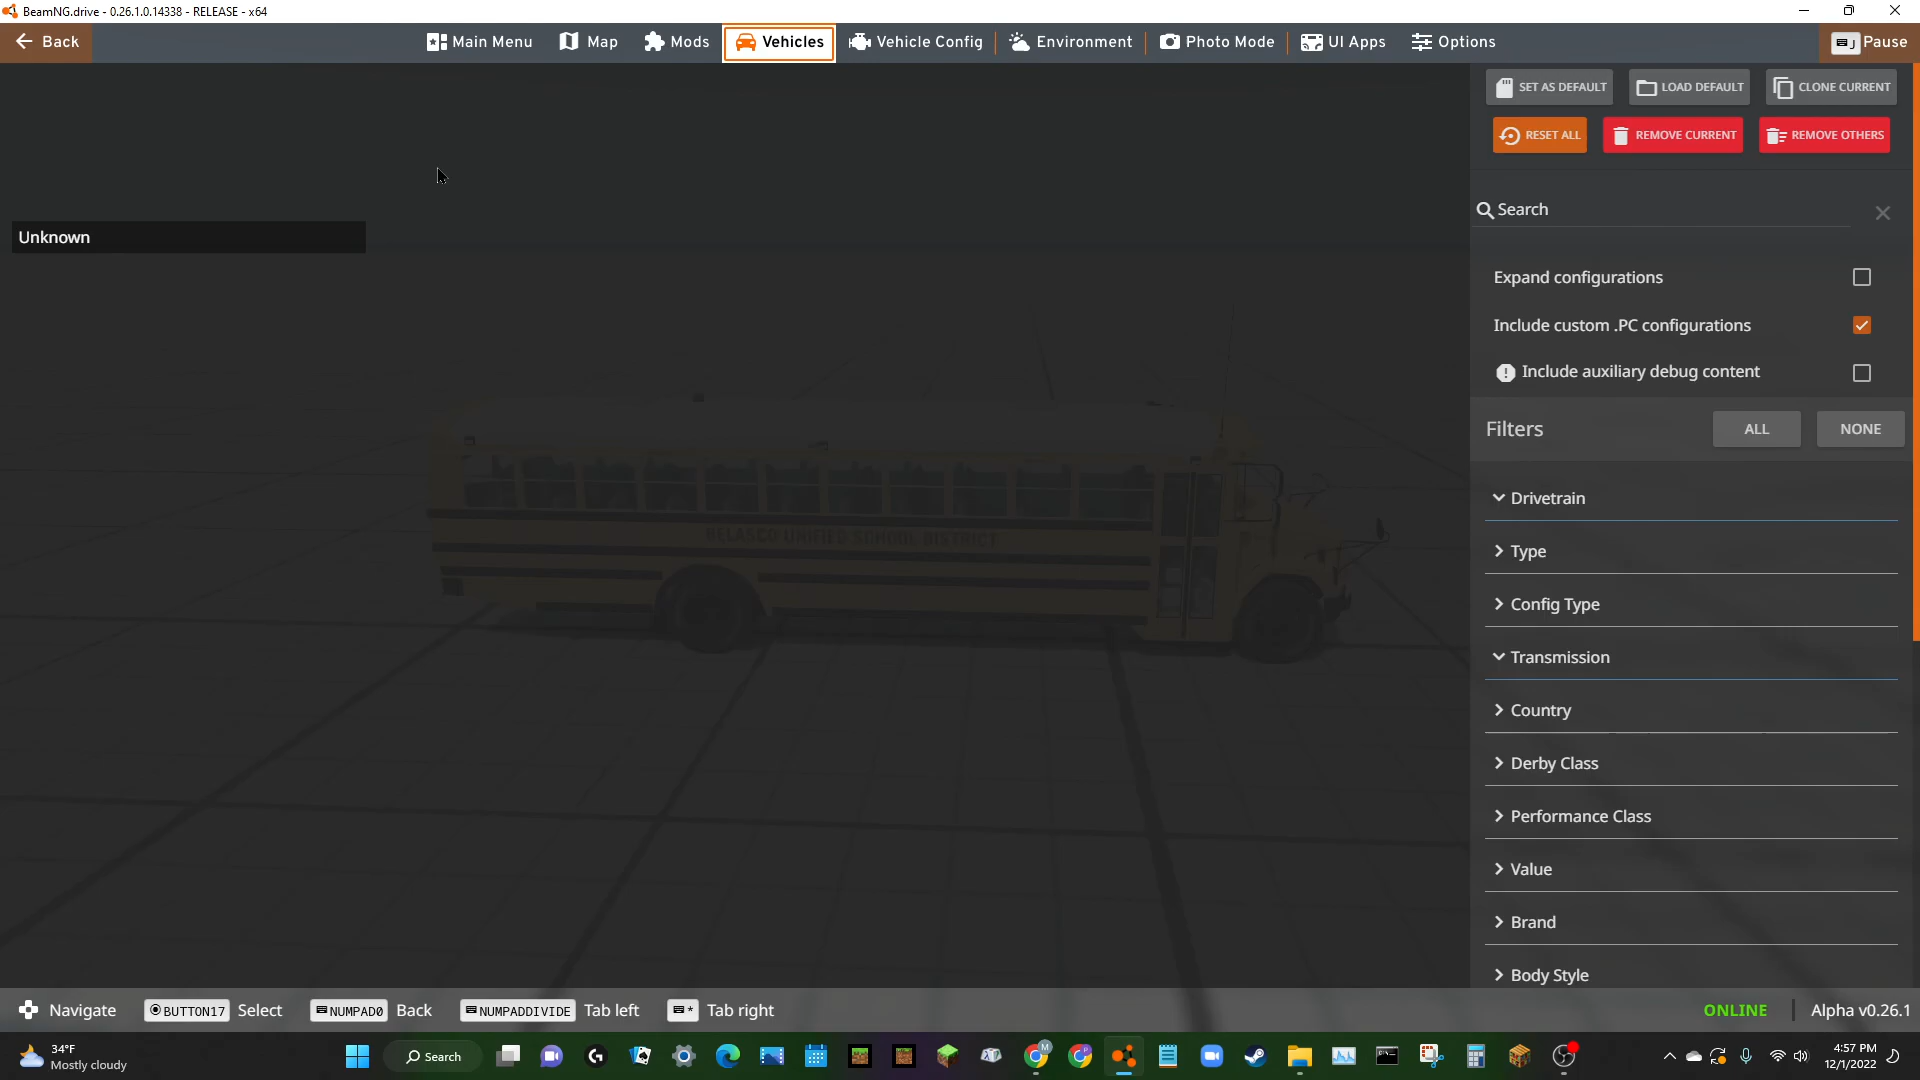 BeamNG.drive - 0.26.1.0.14338 - RELEASE - x64
Back
Main Menu
Map
Mods
Vehicles
Vehicle Config
Environment
Photo Mode
UI Apps
Options
J
Pause
SET AS DEFAULT
LOAD DEFAULT
CLONE CURRENT
RESET ALL
REMOVE CURRENT
REMOVE OTHERS
Search
Unknown
Expand configurations
Include custom .PC configurations
Include auxiliary debug content
Filters
ALL
NONE
Drivetrain
Type
BELASCO UNIFIED SCHOOL DISTRICT
Config Type
Transmission
Country
Derby Class
Performance Class
Value
Brand
Body Style
Navigate
BUTTON17
Select
NUMPAD0
Back
NUMPADDIVIDE
Tab left
*
Tab right
ONLINE
Alpha v0.26.1
34°F
Mostly cloudy
Search
4:57 PM
12/1/2022